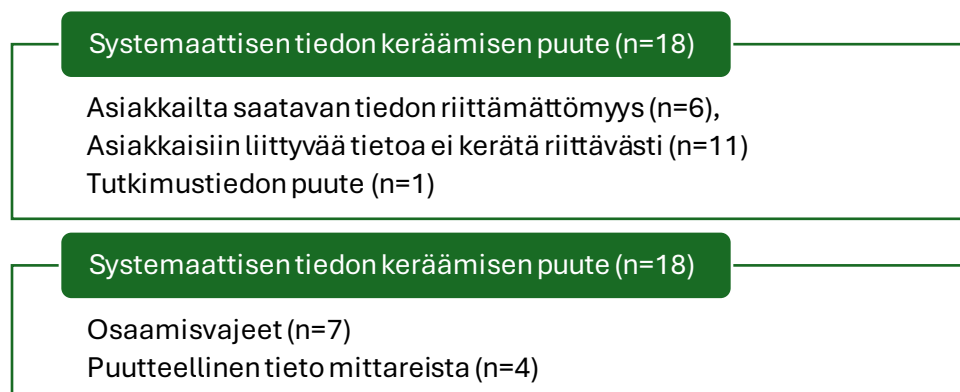 Systemaattisen tiedon keräämisen puute (n=18)
Asiakkailta saatavan tiedon riittämättömyys (n=6),
Asiakkaisiin liittyvää tietoa ei kerätä riittävästi (n=11)
Tutkimustiedon puute (n=1)
Systemaattisen tiedon keräämisen puute (n=18)
Osaamisvajeet (n=7)
Puutteellinen tieto mittareista (n=4)